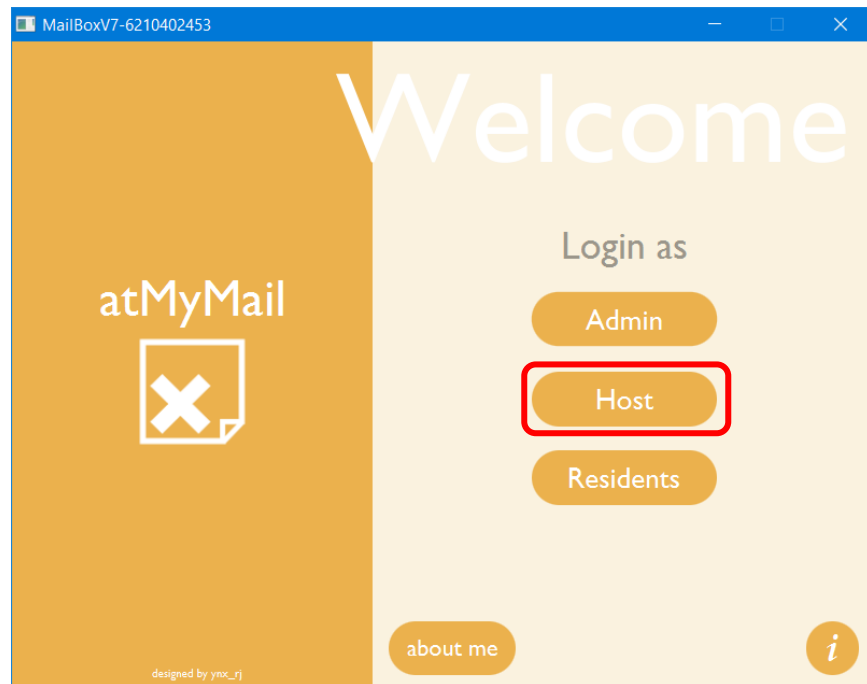 MailBoxV7-6210402453
Welcome
Login as
atMyMail
Admin
Host
Residents
about me
i
designed by ynx_rj